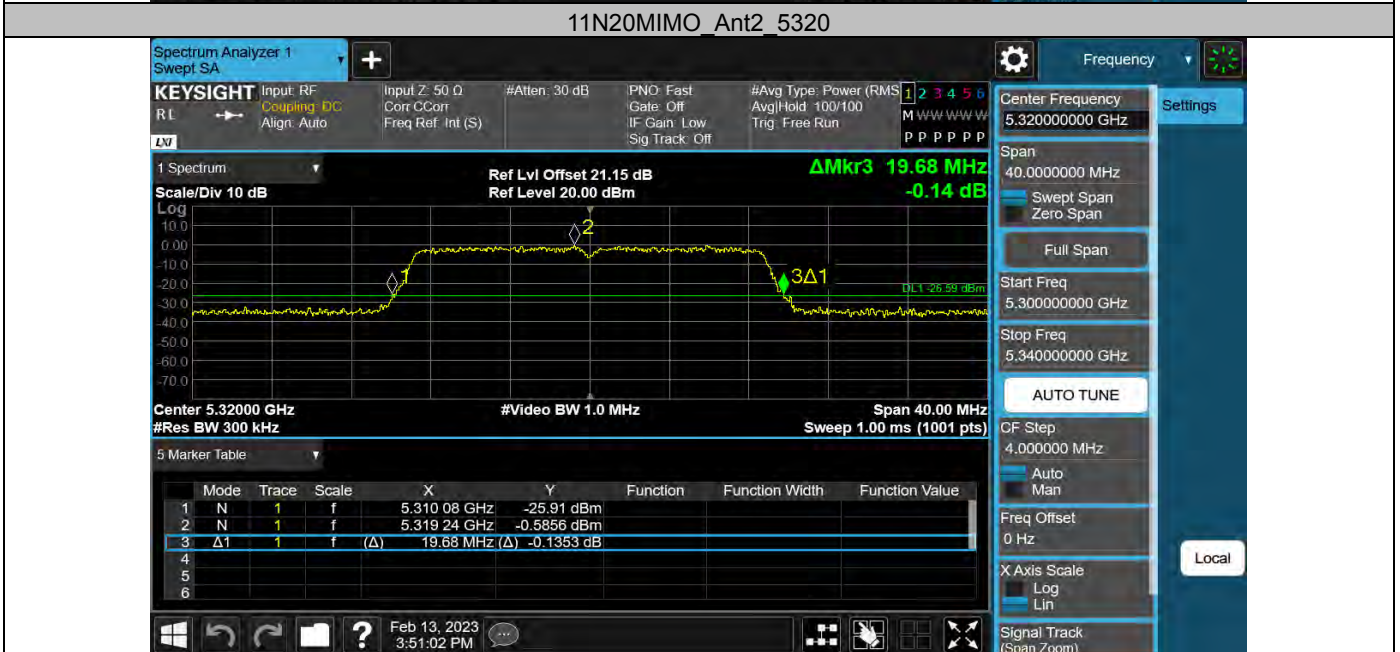 11N20MIMO_Ant2_5320
Spectrum Analyzer 1
Swept SA
+
Frequency
KEYSIGHT
RL
LXI
Input: RF
Coupling: DC
Align: Auto
Input Z: 50 Ω
Corr CCorr
Freq Ref: Int (S)
#Atten: 30 dB
PNO: Fast
Gate: Off
IF Gain: Low
Sig Track: Off
#Avg Type: Power (RMS
Avg|Hold: 100/100
Trig: Free Run
1 2 3 4 5 6
M W W W W W
P P P P P P
Center Frequency
5.320000000 GHz
Settings
1 Spectrum
Scale/Div 10 dB
Ref Lvl Offset 21.15 dB
Ref Level 20.00 dBm
ΔMkr3 19.68 MHz
-0.14 dB
Log
10.0
0.00
-10.0
-20.0
-30.0
-40.0
-50.0
-60.0
-70.0
1
2
3Δ1
DL1 -26.59 dBm
Center 5.32000 GHz
#Res BW 300 kHz
#Video BW 1.0 MHz
Span 40.00 MHz
Sweep 1.00 ms (1001 pts)
Span
40.0000000 MHz
Swept Span
Zero Span
Full Span
Start Freq
5.300000000 GHz
Stop Freq
5.340000000 GHz
AUTO TUNE
CF Step
4.000000 MHz
Auto
Man
Freq Offset
0 Hz
X Axis Scale
Log
Lin
Signal Track
(Span Zoom)
Local
5 Marker Table
Mode Trace Scale X Y Function Function Width Function Value
1 N 1 f 5.310 08 GHz -25.91 dBm
2 N 1 f 5.319 24 GHz -0.5856 dBm
3 Δ1 1 f (Δ) 19.68 MHz (Δ) -0.1353 dB
4
5
6
?
Feb 13, 2023
3:51:02 PM